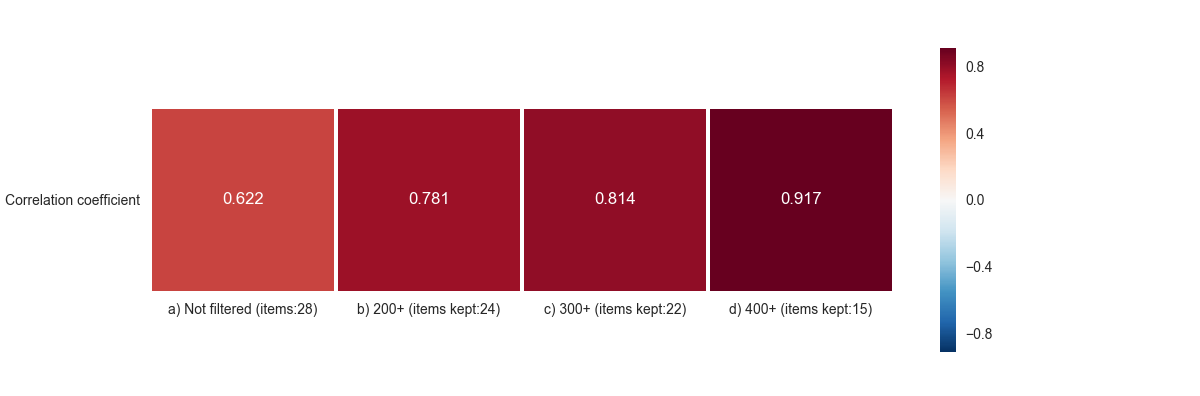 0.8
0.4
Correlation coefficient
0.622
0.781
0.814
0.917
0.0
−0.4
a) Not filtered (items:28)
b) 200+ (items kept:24)
c) 300+ (items kept:22)
d) 400+ (items kept:15)
−0.8